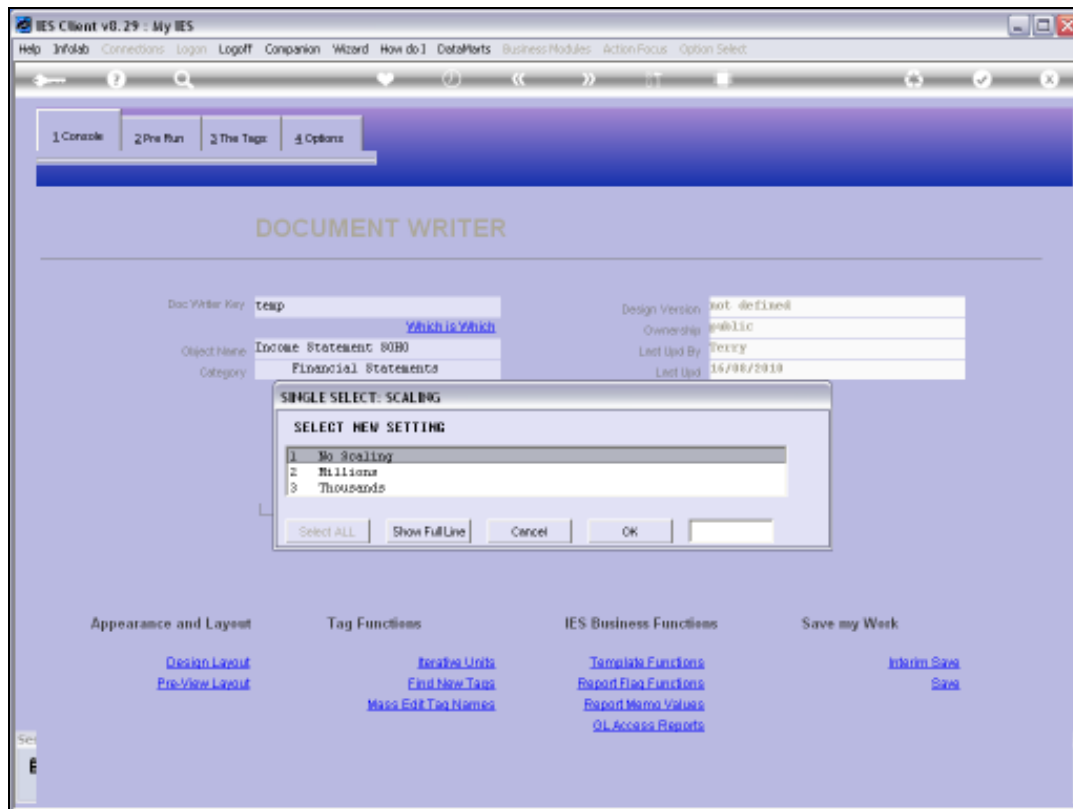 IES Client v8.29 : My IES
Help Infolab Connections Logon Logoff Companion Wizard How do I DataMarts Business Modules Action Focus Option Select
1 Console 2 Pre Run 3 The Tags 4 Options
DOCUMENT WRITER
Doc Writer Key temp Design Version not defined
Which is Which Ownership public
Object Name Income Statement SOHO Last Upd By Terry
Category Financial Statements Last Upd 16/08/2010
SINGLE SELECT: SCALING
SELECT NEW SETTING
1 No Scaling
2 Millions
3 Thousands
Select ALL Show Full Line Cancel OK
Appearance and Layout Tag Functions IES Business Functions Save my Work
Design Layout Iterative Units Template Functions Interim Save
Pre-View Layout Find New Tags Report Flag Functions Save
Mass Edit Tag Names Report Memo Values
GL Access Reports